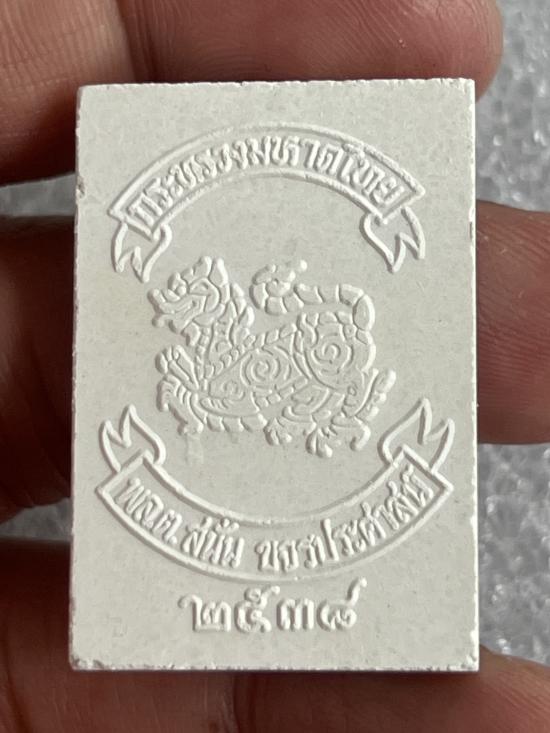 กระทรวงมหาดไทย
พล.ต. สนั่น ขจรประศาสน์
๒๕๓๘